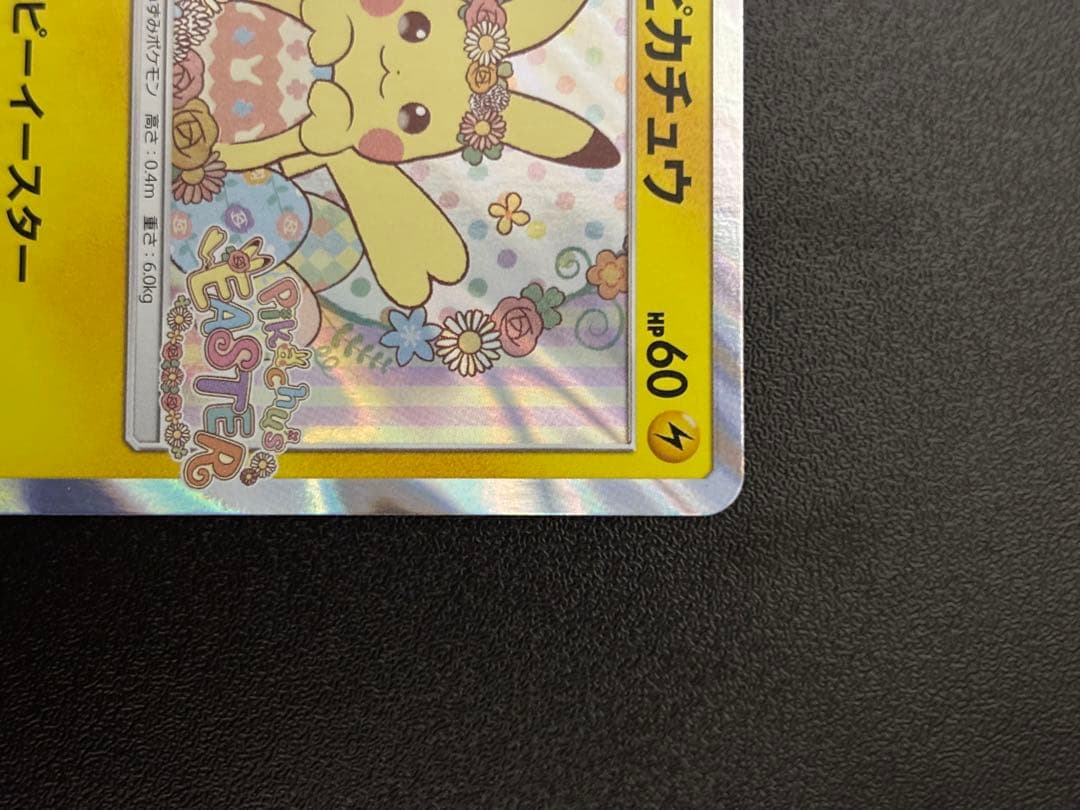 ピカチュウ
HP60
Pikachu's
EASTER
ずみポケモン 高さ：0.4m 重さ：6.0kg
ピーイースター